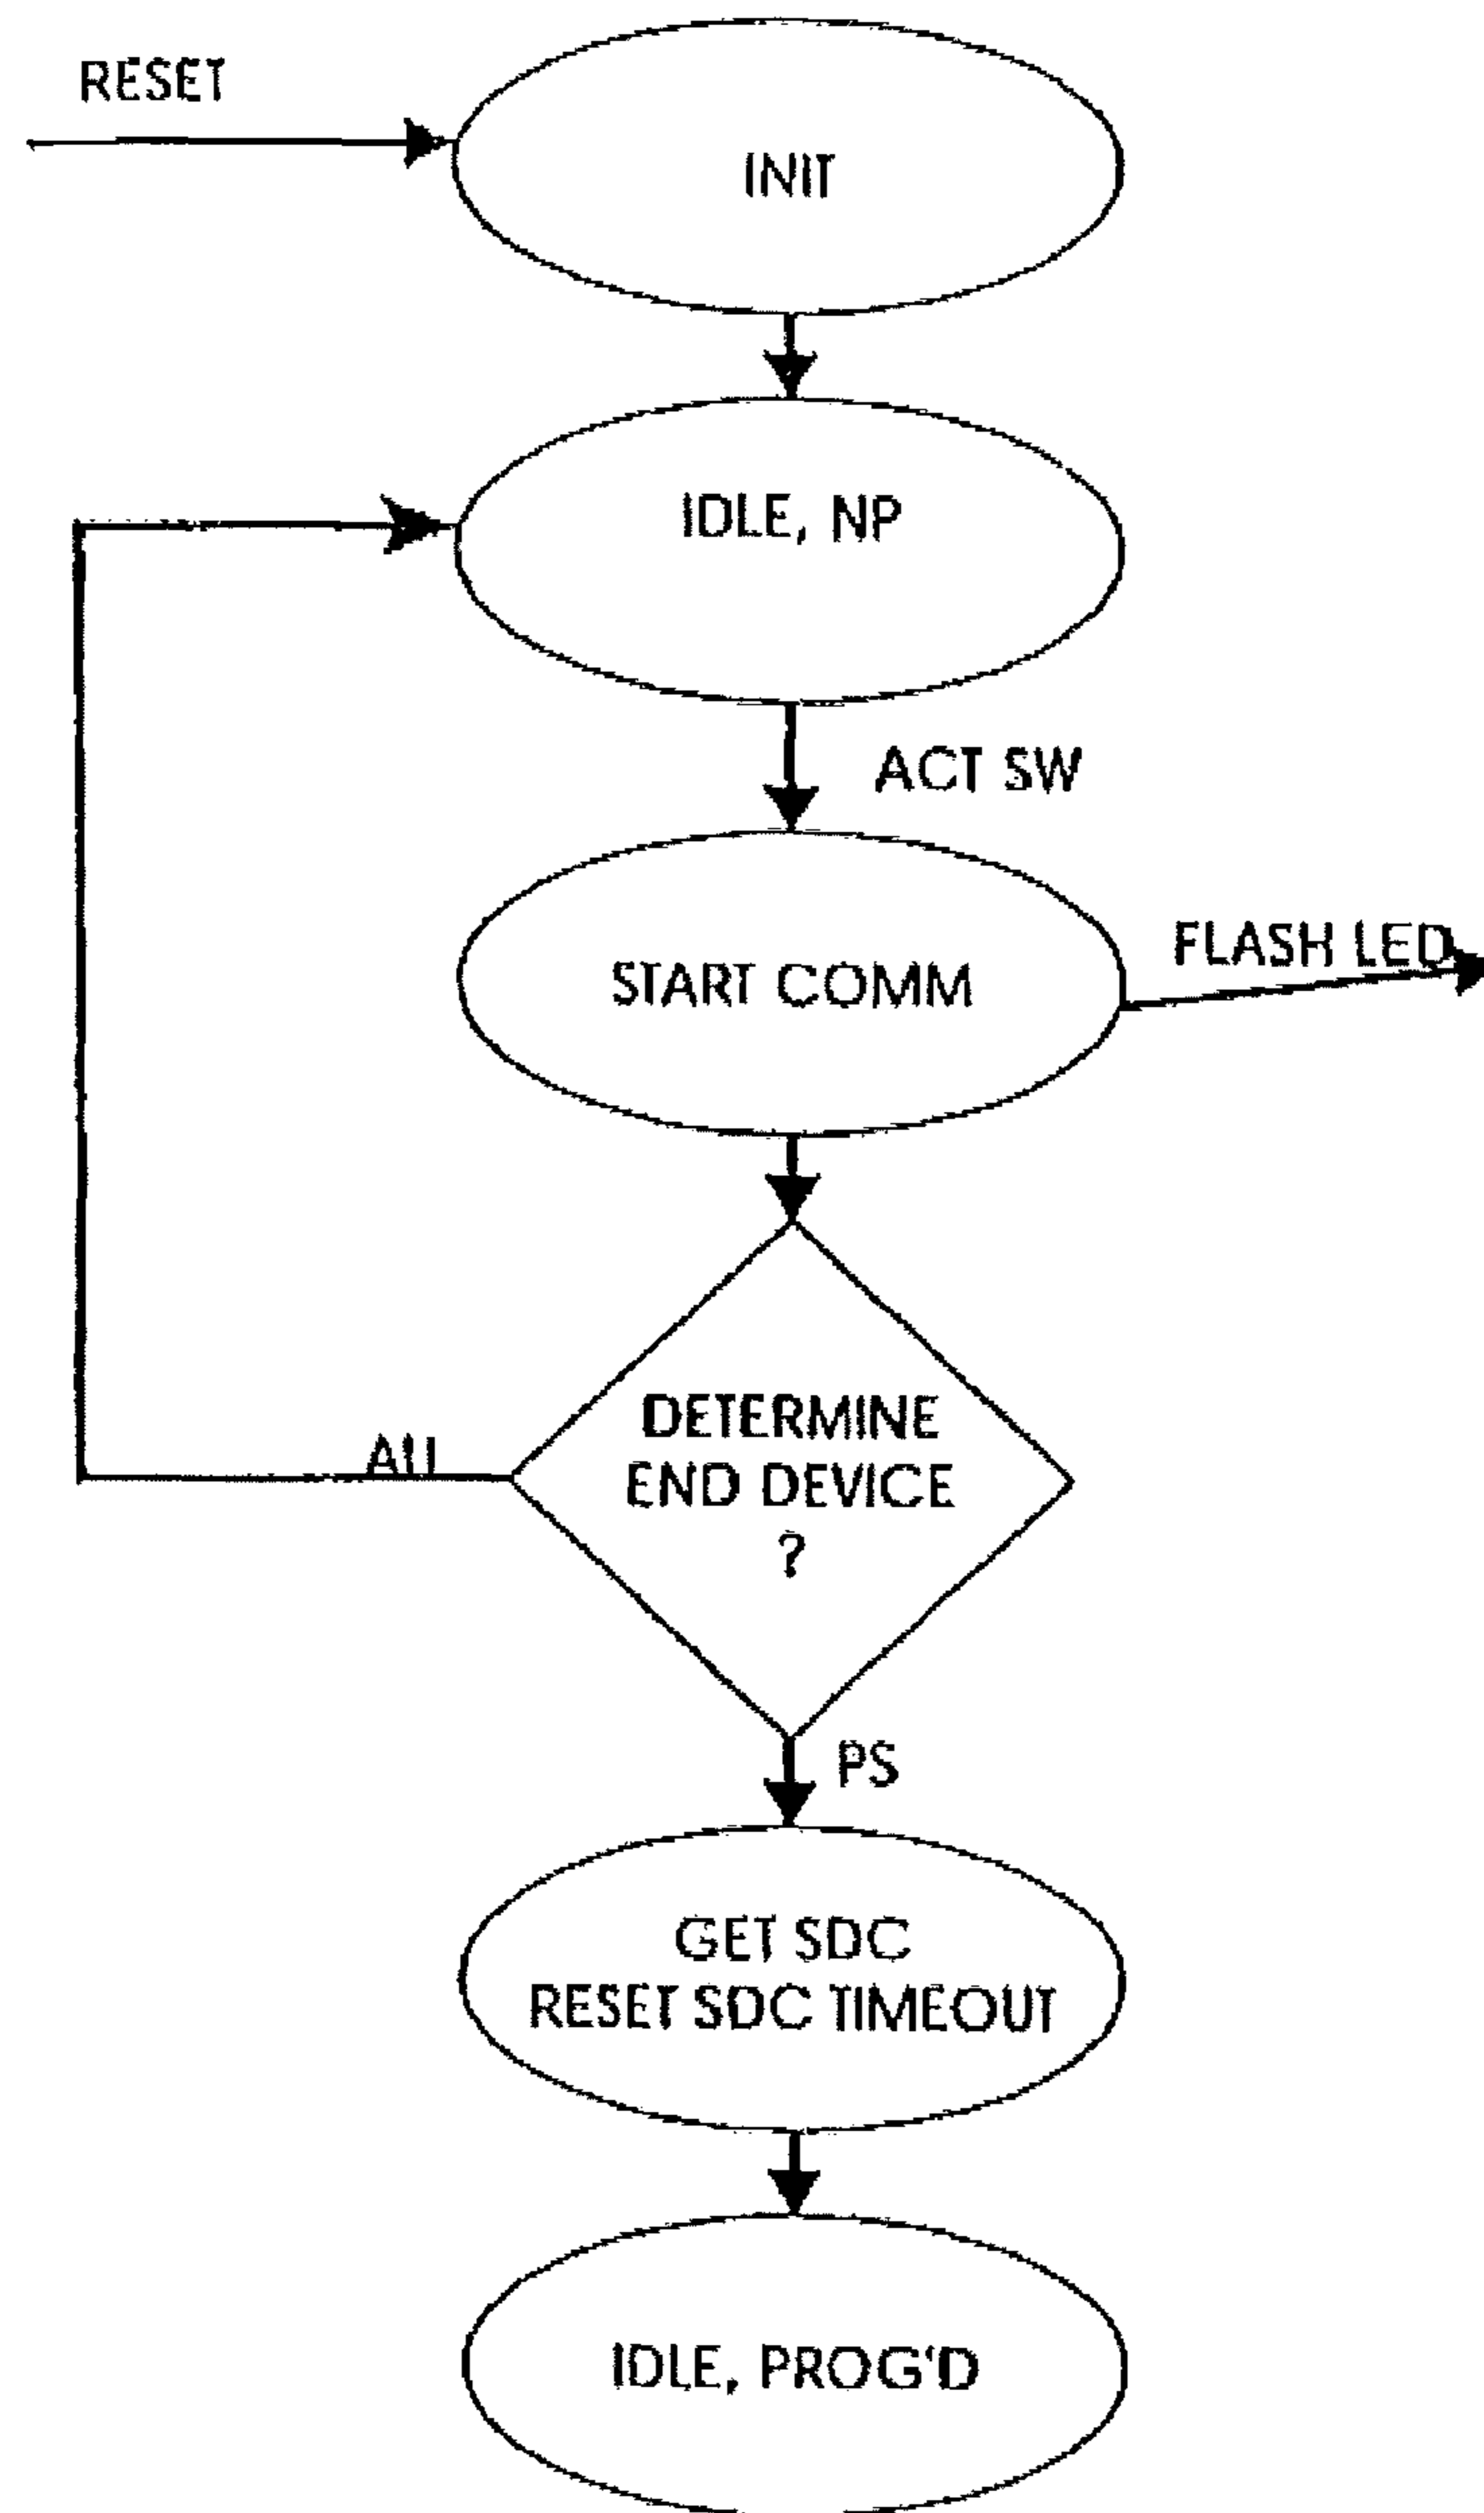 RESET
INIT
IDLE, NP
ACT SW
START COMM
FLASH LED
DETERMINE
END DEVICE
?
PS
GET SDC
RESET SDC TIMEOUT
IDLE, PROG'D